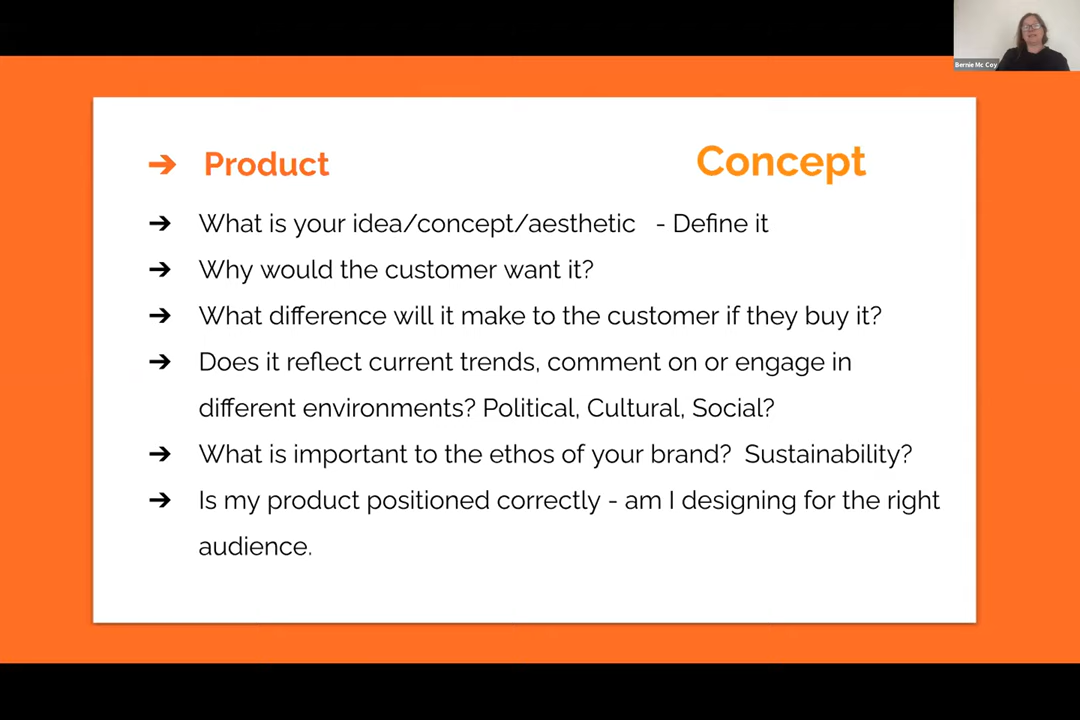 Bernie Mc Coy
➔ Product Concept
➔ What is your idea/concept/aesthetic - Define it
➔ Why would the customer want it?
➔ What difference will it make to the customer if they buy it?
➔ Does it reflect current trends, comment on or engage in
different environments? Political, Cultural, Social?
➔ What is important to the ethos of your brand? Sustainability?
➔ Is my product positioned correctly - am I designing for the right
audience.